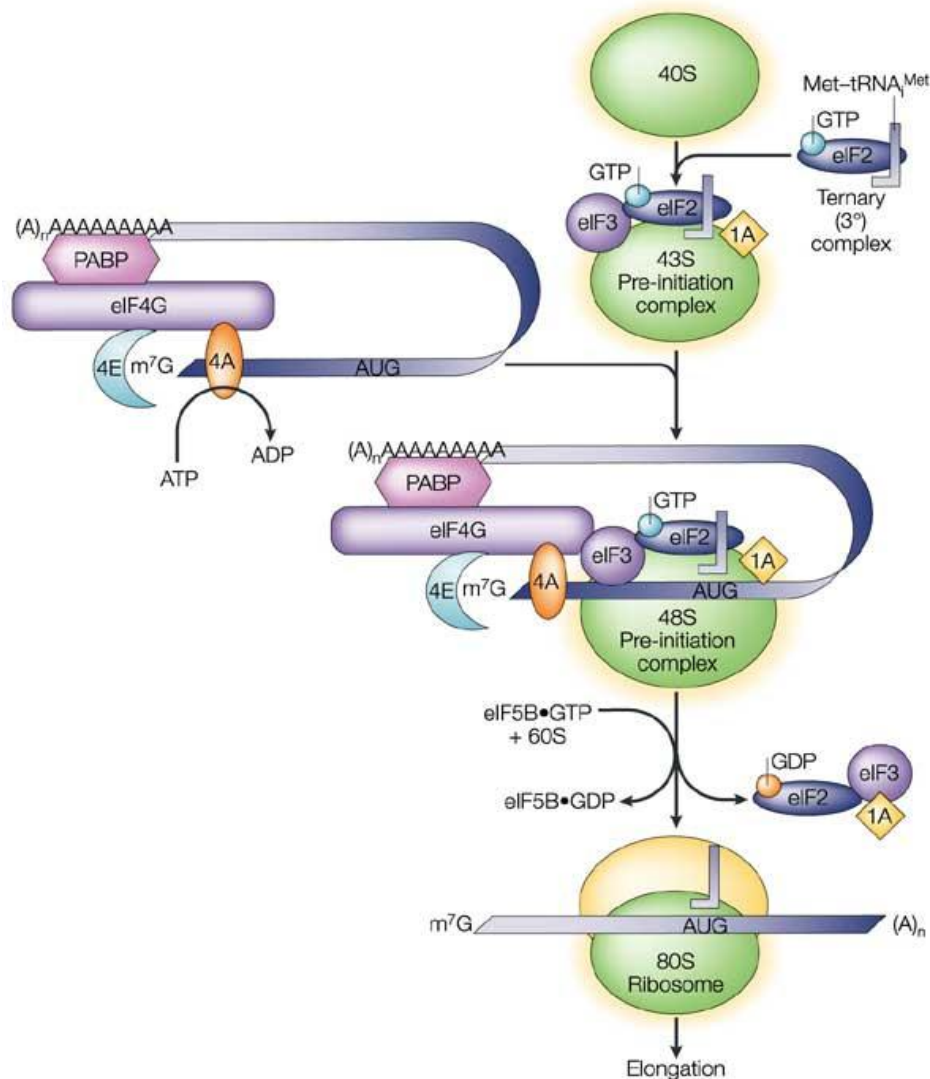 40S
Met–tRNAᵢᴹᵉᵗ
GTP
eIF2
Ternary
(3°)
complex
GTP
eIF3
eIF2
1A
43S
Pre-initiation
complex
(A)ₙAAAAAAAAA
PABP
eIF4G
4E
m⁷G
4A
AUG
ATP
ADP
(A)ₙAAAAAAAAA
PABP
eIF4G
4E
m⁷G
4A
eIF3
GTP
eIF2
1A
AUG
48S
Pre-initiation
complex
eIF5B•GTP
+ 60S
eIF5B•GDP
GDP
eIF2
eIF3
1A
m⁷G
AUG
(A)ₙ
80S
Ribosome
Elongation